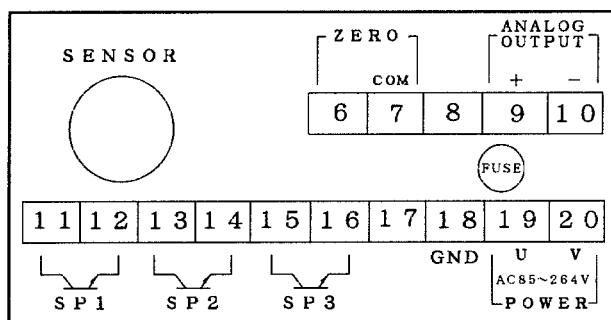 SENSOR
ZERO
COM
ANALOG
OUTPUT
+ −
6 7 8 9 10
FUSE
11 12 13 14 15 16 17 18 19 20
GND U V
AC85~264V
SP1 SP2 SP3 POWER